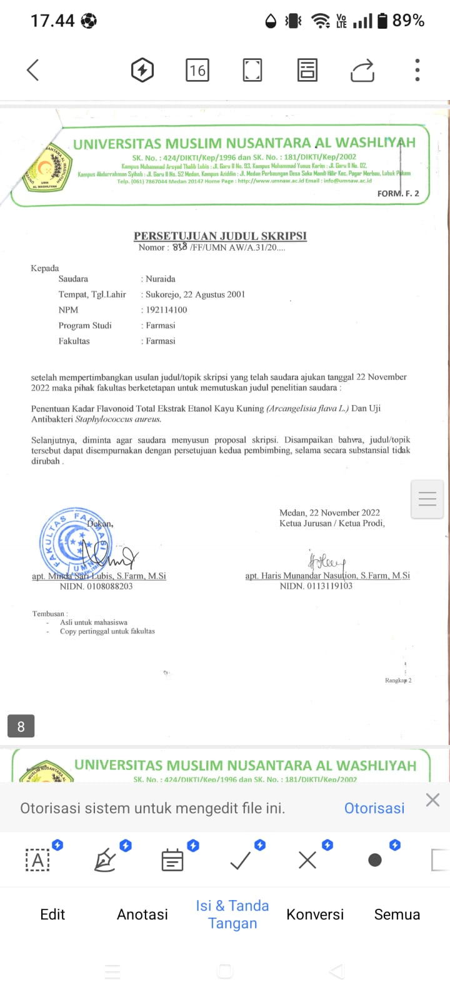 17.44
Vo LTE
89%
16
UNIVERSITAS MUSLIM NUSANTARA AL WASHLIYAH
SK. No. : 424/DIKTI/Kep/1996 dan SK. No. : 181/DIKTI/Kep/2002
Kampus Muhammad Arsyad Thalib Lubis : Jl. Garu II No. 93, Kampus Muhammad Yunus Karim : Jl. Garu II No. 02,
Kampus Abdurrahman Syihab : Jl. Garu II No. 52 Medan, Kampus Aziddin : Jl. Medan Perbaungan Desa Suka Mandi Hilir Kec. Pagar Merbau, Lubuk Pakam
Telp. (061) 7867044 Medan 20147 Home Page : http://www.umnaw.ac.id Email : info@umnaw.ac.id
UMN
AL WASHLIYAH
FORM. F. 2
PERSETUJUAN JUDUL SKRIPSI
Nomor : 838 /FF/UMN AW/A.31/20....
Kepada
Saudara : Nuraida
Tempat, Tgl.Lahir : Sukorejo, 22 Agustus 2001
NPM : 192114100
Program Studi : Farmasi
Fakultas : Farmasi
setelah mempertimbangkan usulan judul/topik skripsi yang telah saudara ajukan tanggal 22 November
2022 maka pihak fakultas berketetapan untuk memutuskan judul penelitian saudara :
Penentuan Kadar Flavonoid Total Ekstrak Etanol Kayu Kuning (Arcangelisia flava L.) Dan Uji
Antibakteri Staphylococcus aureus.
Selanjutnya, diminta agar saudara menyusun proposal skripsi. Disampaikan bahwa, judul/topik
tersebut dapat disempurnakan dengan persetujuan kedua pembimbing, selama secara substansial tidak
dirubah .
Medan, 22 November 2022
Dekan,
Ketua Jurusan / Ketua Prodi,
FAKULTAS FARMASI
UMN
apt. Minda Sari Lubis, S.Farm, M.Si
NIDN. 0108088203
apt. Haris Munandar Nasution, S.Farm, M.Si
NIDN. 0113119103
Tembusan :
- Asli untuk mahasiswa
- Copy pertinggal untuk fakultas
Rangkap 2
8
UNIVERSITAS MUSLIM NUSANTARA AL WASHLIYAH
SK. No. : 424/DIKTI/Kep/1996 dan SK. No. : 181/DIKTI/Kep/2002
Otorisasi sistem untuk mengedit file ini.
Otorisasi
A
Edit
Anotasi
Isi & Tanda
Tangan
Konversi
Semua